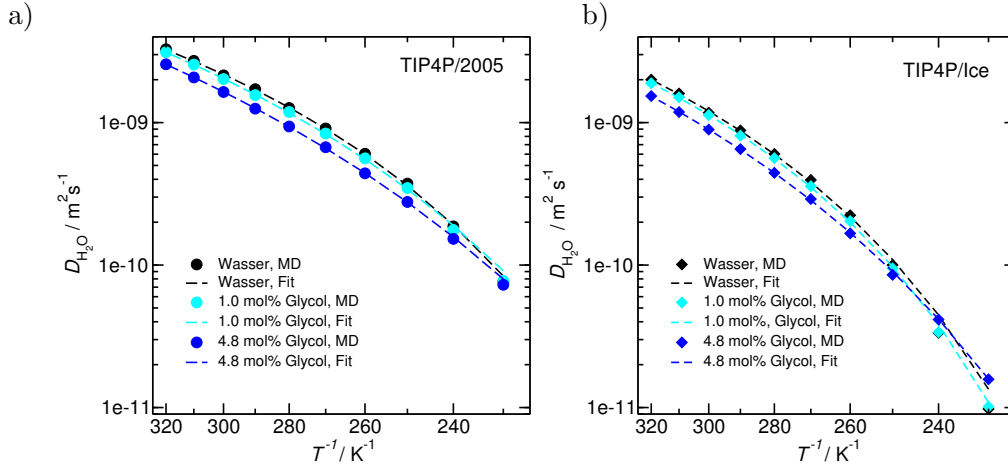 a)
TIP4P/2005
1e-09
1e-10
1e-11
D_H₂O / m² s⁻¹
Wasser, MD
Wasser, Fit
1.0 mol% Glycol, MD
1.0 mol% Glycol, Fit
4.8 mol% Glycol, MD
4.8 mol% Glycol, Fit
320 300 280 260 240
T⁻¹ / K⁻¹
b)
TIP4P/Ice
1e-09
1e-10
1e-11
D_H₂O / m² s⁻¹
Wasser, MD
Wasser, Fit
1.0 mol% Glycol, MD
1.0 mol%, Glycol, Fit
4.8 mol% Glycol, MD
4.8 mol% Glycol, Fit
320 300 280 260 240
T⁻¹ / K⁻¹